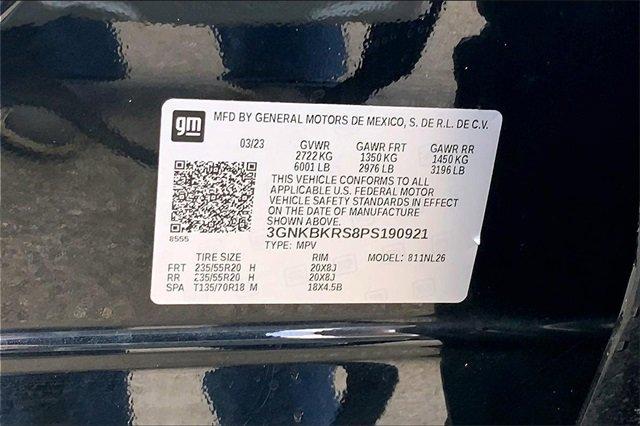 gm
MFD BY GENERAL MOTORS DE MEXICO, S. DE R.L. DE C.V.
03/23 GVWR GAWR FRT GAWR RR
2722 KG 1350 KG 1450 KG
6001 LB 2976 LB 3196 LB
THIS VEHICLE CONFORMS TO ALL
APPLICABLE U.S. FEDERAL MOTOR
VEHICLE SAFETY STANDARDS IN EFFECT
ON THE DATE OF MANUFACTURE
SHOWN ABOVE.
3GNKBKRS8PS190921
8555
TYPE: MPV
TIRE SIZE RIM MODEL: 811NL26
FRT 235/55R20 H 20X8J
RR 235/55R20 H 20X8J
SPA T135/70R18 M 18X4.5B